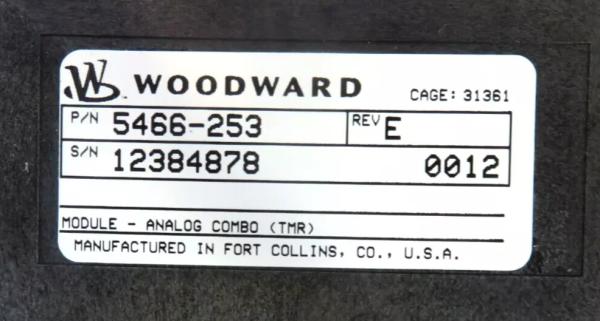 W WOODWARD CAGE: 31361
P/N 5466-253 REV E
S/N 12384878 0012
MODULE - ANALOG COMBO (TMR)
MANUFACTURED IN FORT COLLINS, CO., U.S.A.